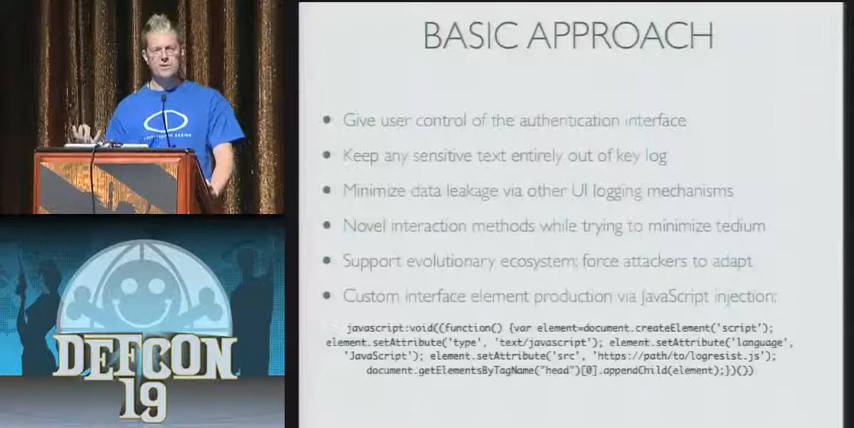 BASIC APPROACH
Give user control of the authentication interface
Keep any sensitive text entirely out of key log
Minimize data leakage via other UI logging mechanisms
Novel interaction methods while trying to minimize tedium
Support evolutionary ecosystem; force attackers to adapt
Custom interface element production via JavaScript injection:
javascript:void((function() {var element=document.createElement('script');
element.setAttribute('type', 'text/javascript'); element.setAttribute('language',
'JavaScript'); element.setAttribute('src', 'https://path/to/logresist.js');
document.getElementsByTagName("head")[0].appendChild(element);})())
DEFCON
19